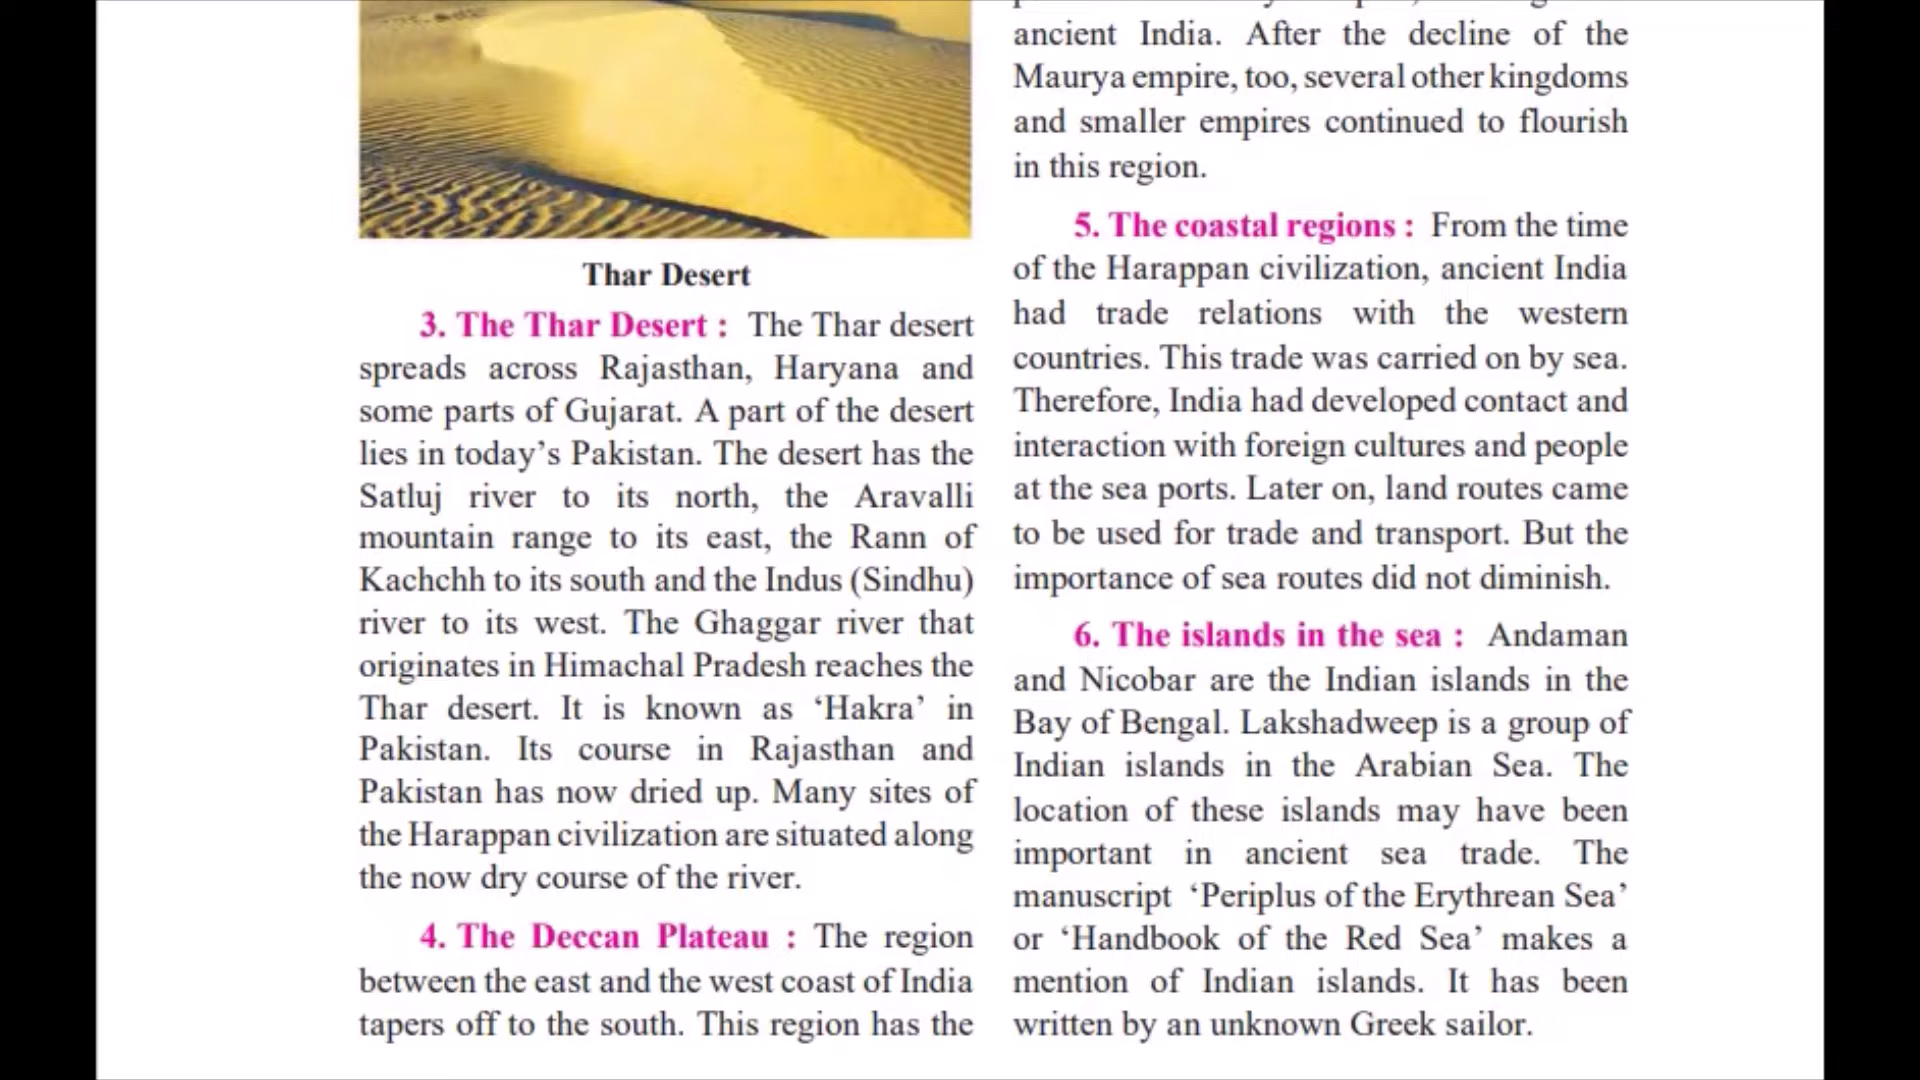 Thar Desert
3. The Thar Desert : The Thar desert
spreads across Rajasthan, Haryana and
some parts of Gujarat. A part of the desert
lies in today’s Pakistan. The desert has the
Satluj river to its north, the Aravalli
mountain range to its east, the Rann of
Kachchh to its south and the Indus (Sindhu)
river to its west. The Ghaggar river that
originates in Himachal Pradesh reaches the
Thar desert. It is known as ‘Hakra’ in
Pakistan. Its course in Rajasthan and
Pakistan has now dried up. Many sites of
the Harappan civilization are situated along
the now dry course of the river.
4. The Deccan Plateau : The region
between the east and the west coast of India
tapers off to the south. This region has the
ancient India. After the decline of the
Maurya empire, too, several other kingdoms
and smaller empires continued to flourish
in this region.
5. The coastal regions : From the time
of the Harappan civilization, ancient India
had trade relations with the western
countries. This trade was carried on by sea.
Therefore, India had developed contact and
interaction with foreign cultures and people
at the sea ports. Later on, land routes came
to be used for trade and transport. But the
importance of sea routes did not diminish.
6. The islands in the sea : Andaman
and Nicobar are the Indian islands in the
Bay of Bengal. Lakshadweep is a group of
Indian islands in the Arabian Sea. The
location of these islands may have been
important in ancient sea trade. The
manuscript ‘Periplus of the Erythrean Sea’
or ‘Handbook of the Red Sea’ makes a
mention of Indian islands. It has been
written by an unknown Greek sailor.